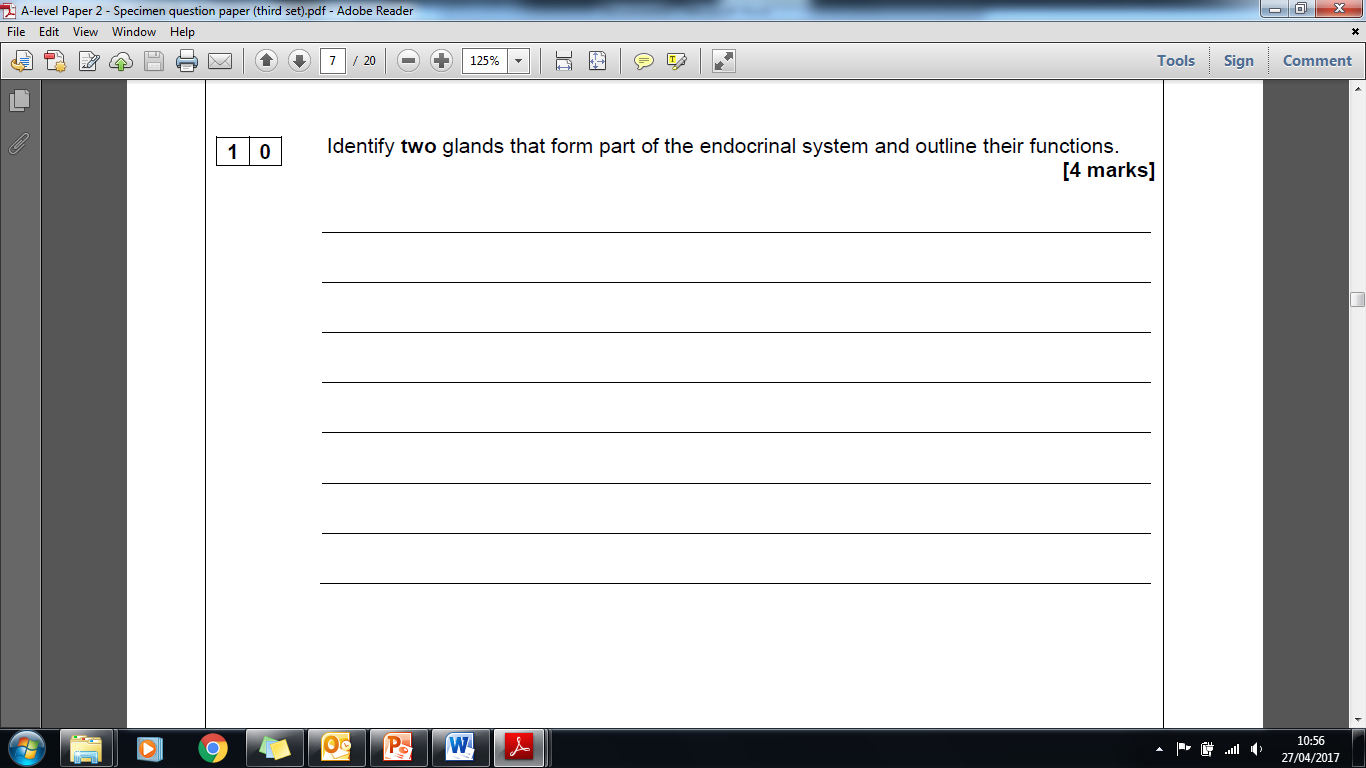 A-level Paper 2 - Specimen question paper (third set).pdf - Adobe Reader
File Edit View Window Help
7 / 20 125% Tools Sign Comment
1 0 Identify two glands that form part of the endocrinal system and outline their functions.
[4 marks]
10:56
27/04/2017